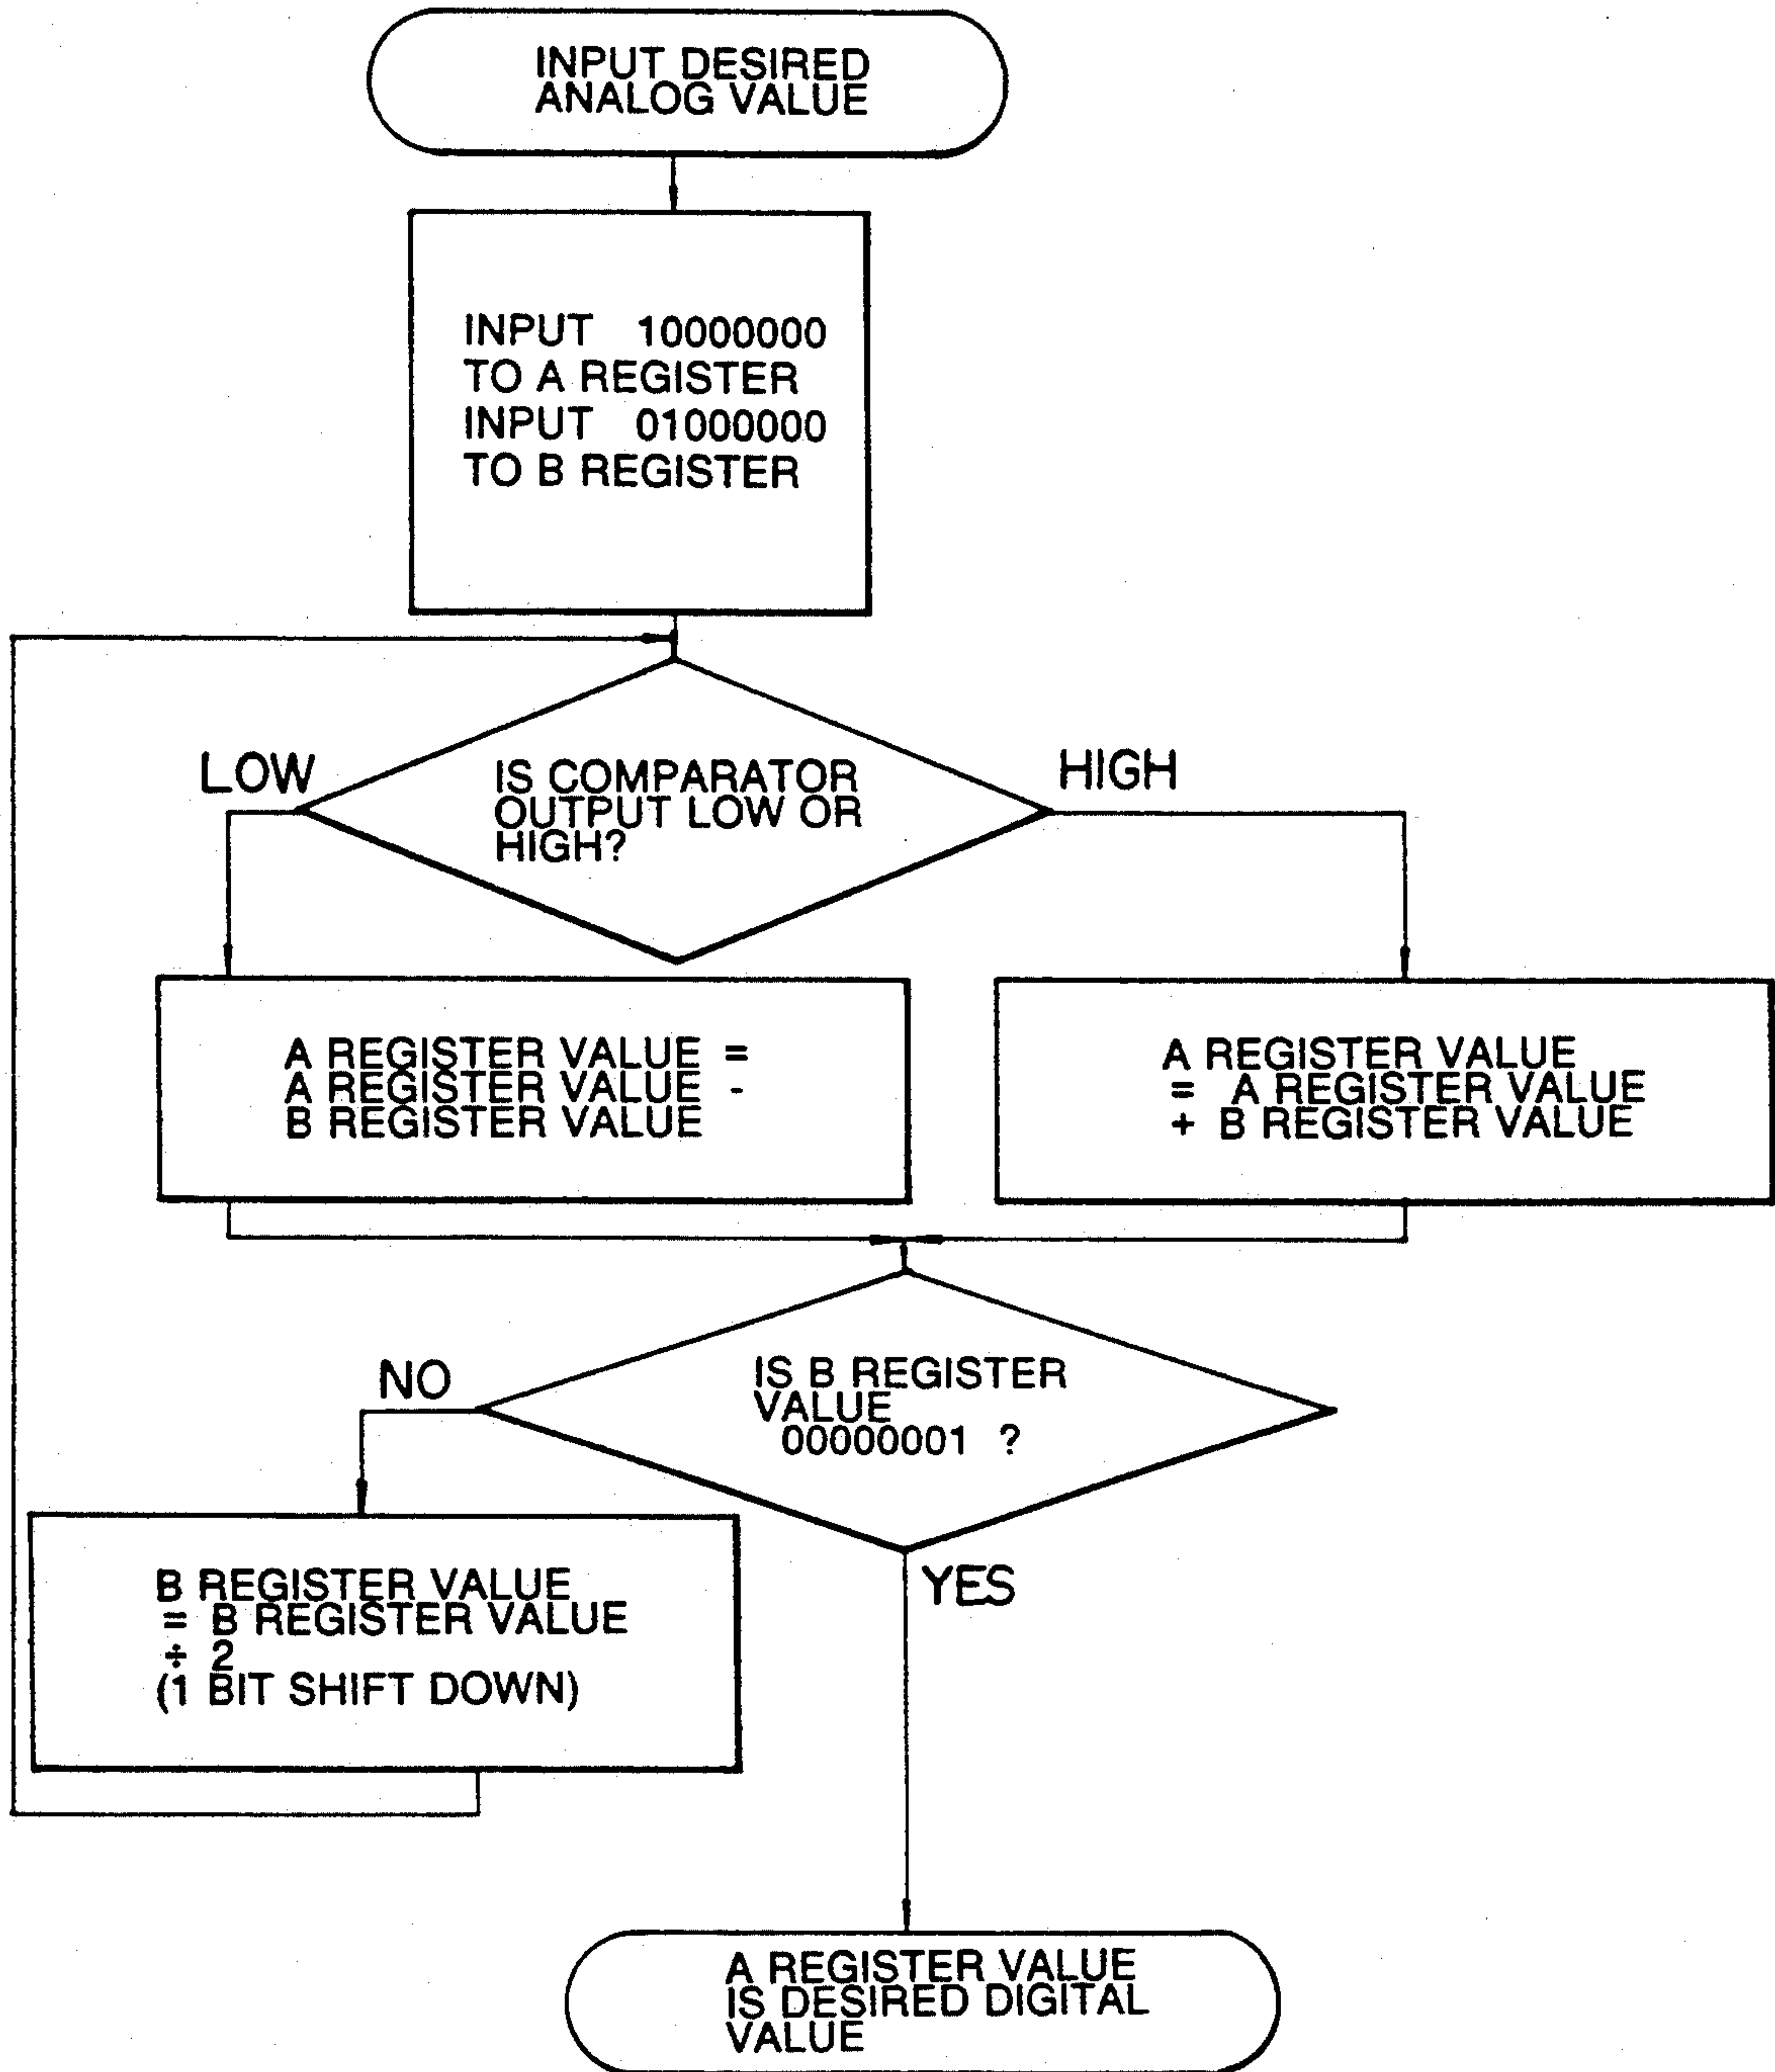 INPUT DESIRED
ANALOG VALUE
INPUT 10000000
TO A REGISTER
INPUT 01000000
TO B REGISTER
LOW
IS COMPARATOR
OUTPUT LOW OR
HIGH?
HIGH
A REGISTER VALUE =
A REGISTER VALUE -
B REGISTER VALUE
A REGISTER VALUE
= A REGISTER VALUE
+ B REGISTER VALUE
NO
IS B REGISTER
VALUE
00000001 ?
B REGISTER VALUE
= B REGISTER VALUE
÷ 2
(1 BIT SHIFT DOWN)
YES
A REGISTER VALUE
IS DESIRED DIGITAL
VALUE